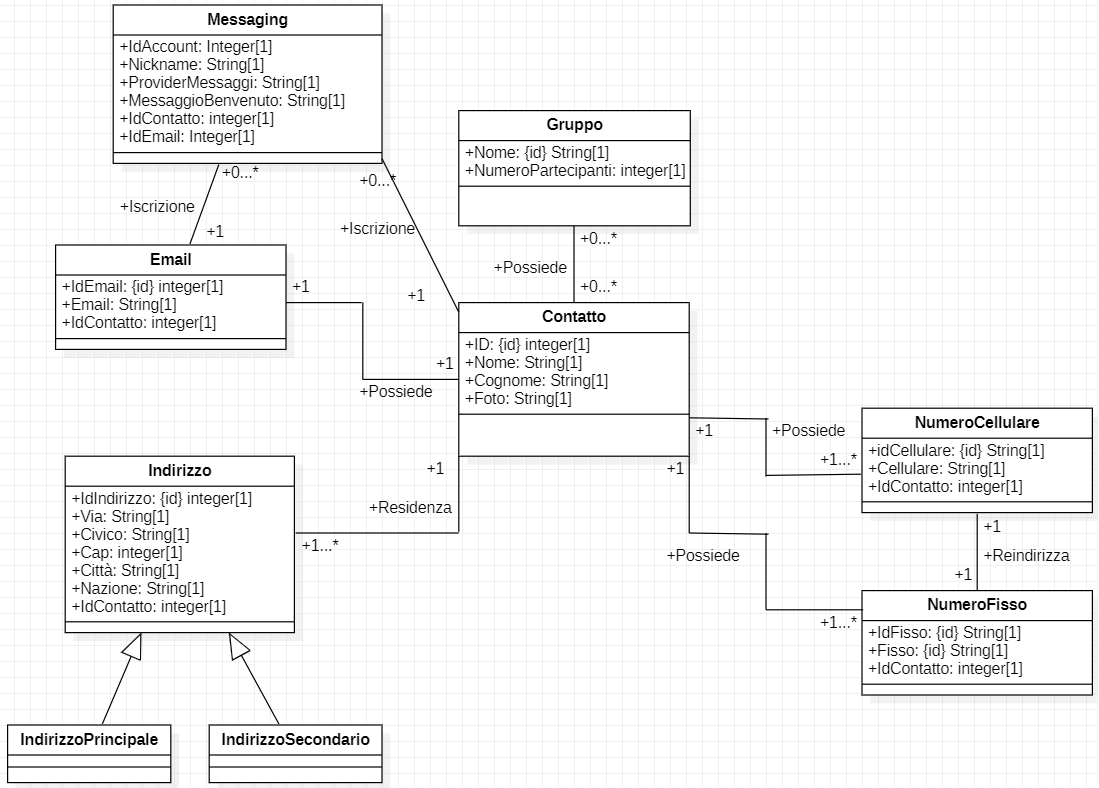 Messaging
+IdAccount: Integer[1]
+Nickname: String[1]
+ProviderMessaggi: String[1]
+MessaggioBenvenuto: String[1]
+IdContatto: integer[1]
+IdEmail: Integer[1]
+0...*
+0...*
+Iscrizione
+Iscrizione
+1
+1
Gruppo
+Nome: {id} String[1]
+NumeroPartecipanti: integer[1]
+0...*
+Possiede
+0...*
Email
+IdEmail: {id} integer[1]
+Email: String[1]
+IdContatto: integer[1]
+1
+1
+Possiede
Contatto
+ID: {id} integer[1]
+Nome: String[1]
+Cognome: String[1]
+Foto: String[1]
+1
+Possiede
+1...*
NumeroCellulare
+idCellulare: {id} String[1]
+Cellulare: String[1]
+IdContatto: integer[1]
+1
+Reindirizza
+1
+1
+Residenza
+1...*
+1
+Possiede
+1...*
Indirizzo
+IdIndirizzo: {id} integer[1]
+Via: String[1]
+Civico: String[1]
+Cap: integer[1]
+Città: String[1]
+Nazione: String[1]
+IdContatto: integer[1]
NumeroFisso
+IdFisso: {id} String[1]
+Fisso: {id} String[1]
+IdContatto: integer[1]
IndirizzoPrincipale
IndirizzoSecondario